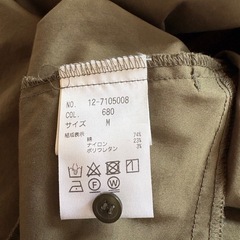 NO. 12-7105008
COL. 680
サイズ M
組成表示
綿 74%
ナイロン 23%
ポリウレタン 3%